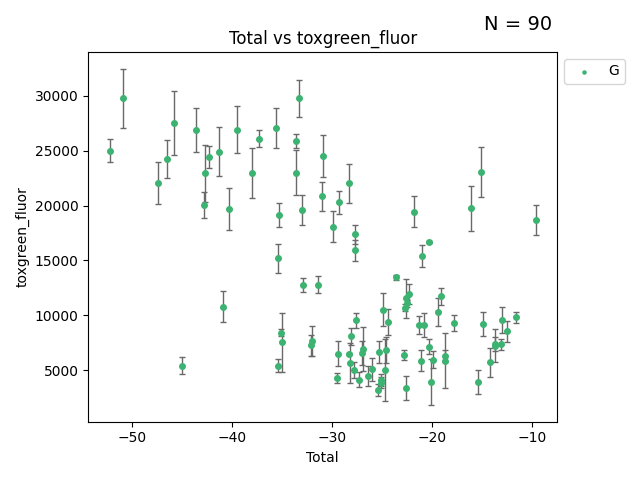 N = 90
Total vs toxgreen_fluor
G
toxgreen_fluor
30000
25000
20000
15000
10000
5000
−50 −40 −30 −20 −10
Total